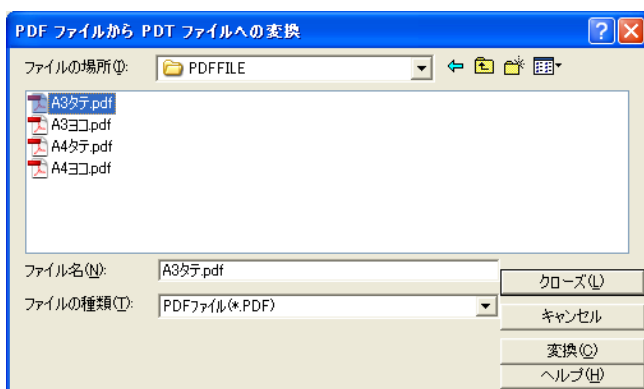 PDF ファイルから PDT ファイルへの変換
ファイルの場所(I):
PDFFILE
A3タテ.pdf
A3ヨコ.pdf
A4タテ.pdf
A4ヨコ.pdf
ファイル名(N):
A3タテ.pdf
ファイルの種類(T):
PDFファイル(*.PDF)
クローズ(L)
キャンセル
変換(C)
ヘルプ(H)